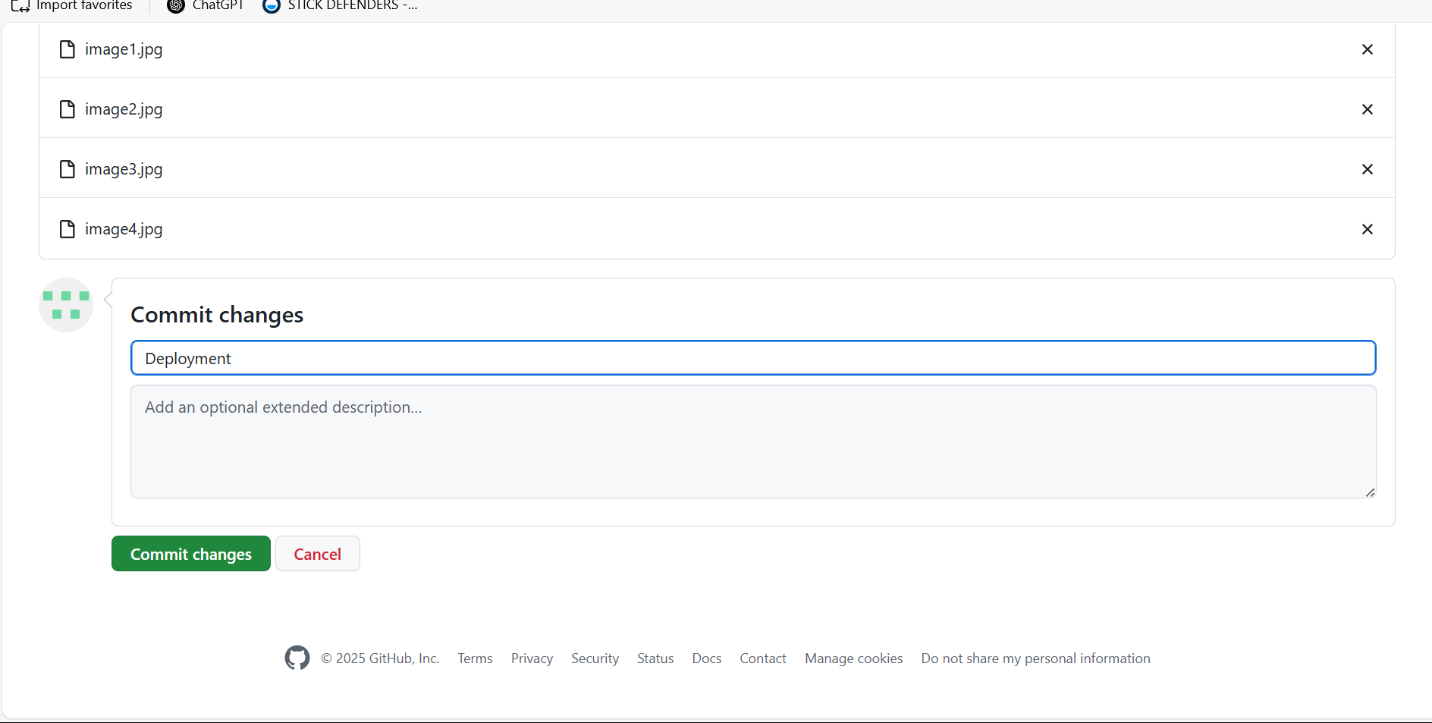 Import favorites ChatGPT STICK DEFENDERS -...
image1.jpg
image2.jpg
image3.jpg
image4.jpg
Commit changes
Deployment
Add an optional extended description...
Commit changes Cancel
© 2025 GitHub, Inc. Terms Privacy Security Status Docs Contact Manage cookies Do not share my personal information